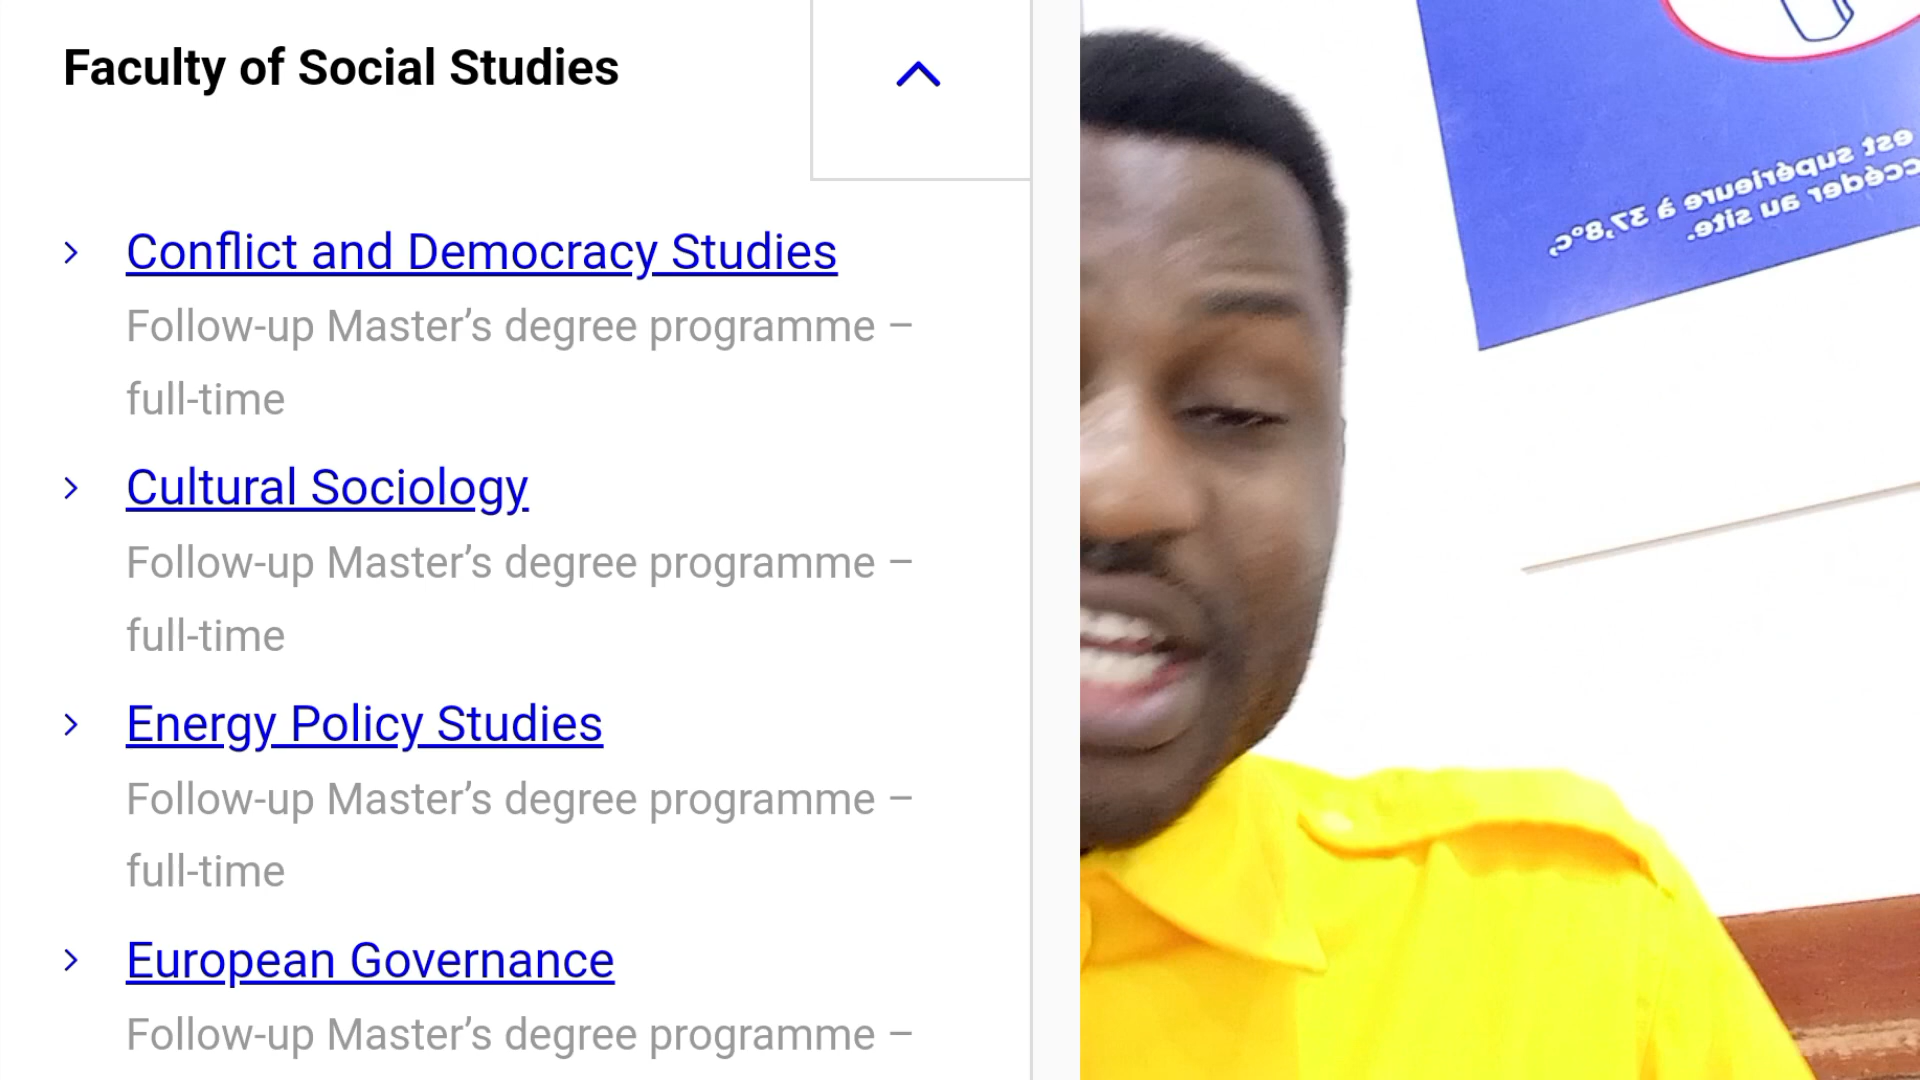 Faculty of Social Studies
Conflict and Democracy Studies
Follow-up Master’s degree programme –
full-time
Cultural Sociology
Follow-up Master’s degree programme –
full-time
Energy Policy Studies
Follow-up Master’s degree programme –
full-time
European Governance
Follow-up Master’s degree programme –
est supérieure à 37,8°c,
ccéder au site.